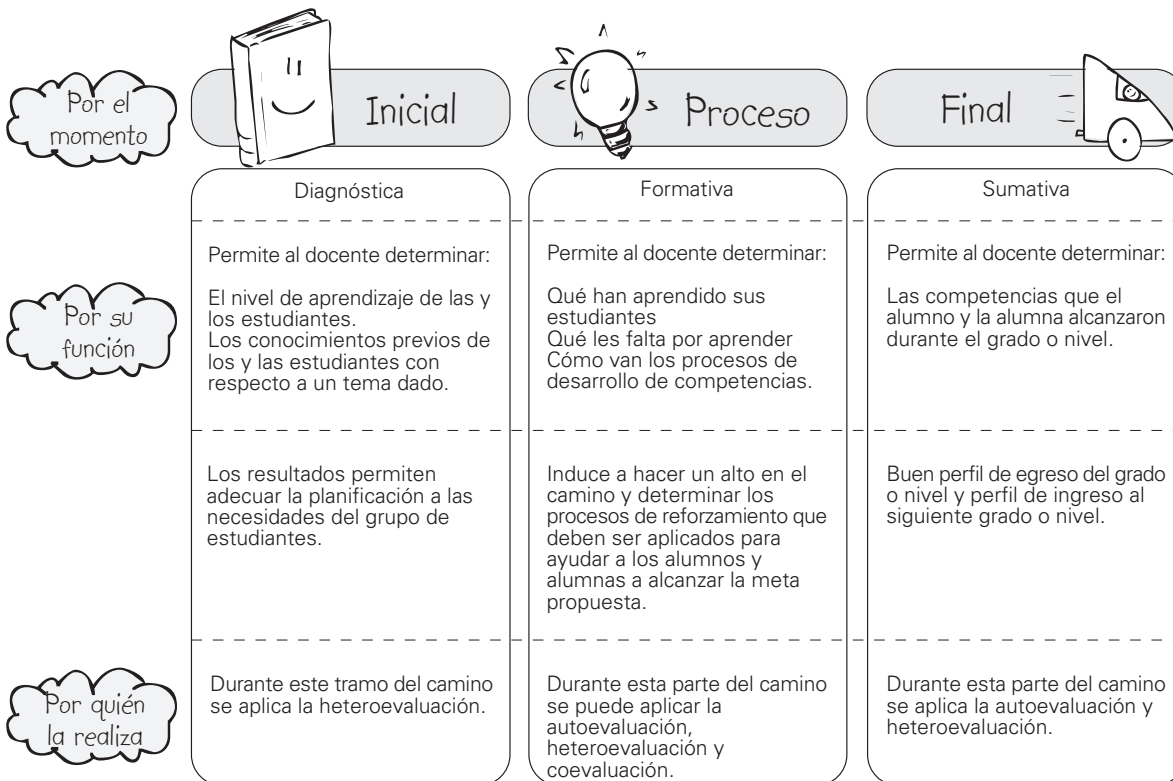 Por el
momento
Inicial
Proceso
Final
Diagnóstica
Formativa
Sumativa
Por su
función
Permite al docente determinar:
El nivel de aprendizaje de las y
los estudiantes.
Los conocimientos previos de
los y las estudiantes con
respecto a un tema dado.
Permite al docente determinar:
Qué han aprendido sus
estudiantes
Qué les falta por aprender
Cómo van los procesos de
desarrollo de competencias.
Permite al docente determinar:
Las competencias que el
alumno y la alumna alcanzaron
durante el grado o nivel.
Los resultados permiten
adecuar la planificación a las
necesidades del grupo de
estudiantes.
Induce a hacer un alto en el
camino y determinar los
procesos de reforzamiento que
deben ser aplicados para
ayudar a los alumnos y
alumnas a alcanzar la meta
propuesta.
Buen perfil de egreso del grado
o nivel y perfil de ingreso al
siguiente grado o nivel.
Por quién
la realiza
Durante este tramo del camino
se aplica la heteroevaluación.
Durante esta parte del camino
se puede aplicar la
autoevaluación,
heteroevaluación y
coevaluación.
Durante esta parte del camino
se aplica la autoevaluación y
heteroevaluación.